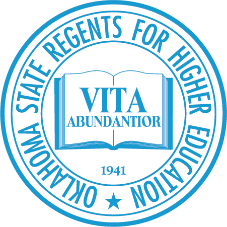 OKLAHOMA STATE REGENTS FOR HIGHER EDUCATION
VITA
ABUNDANTIOR
1941